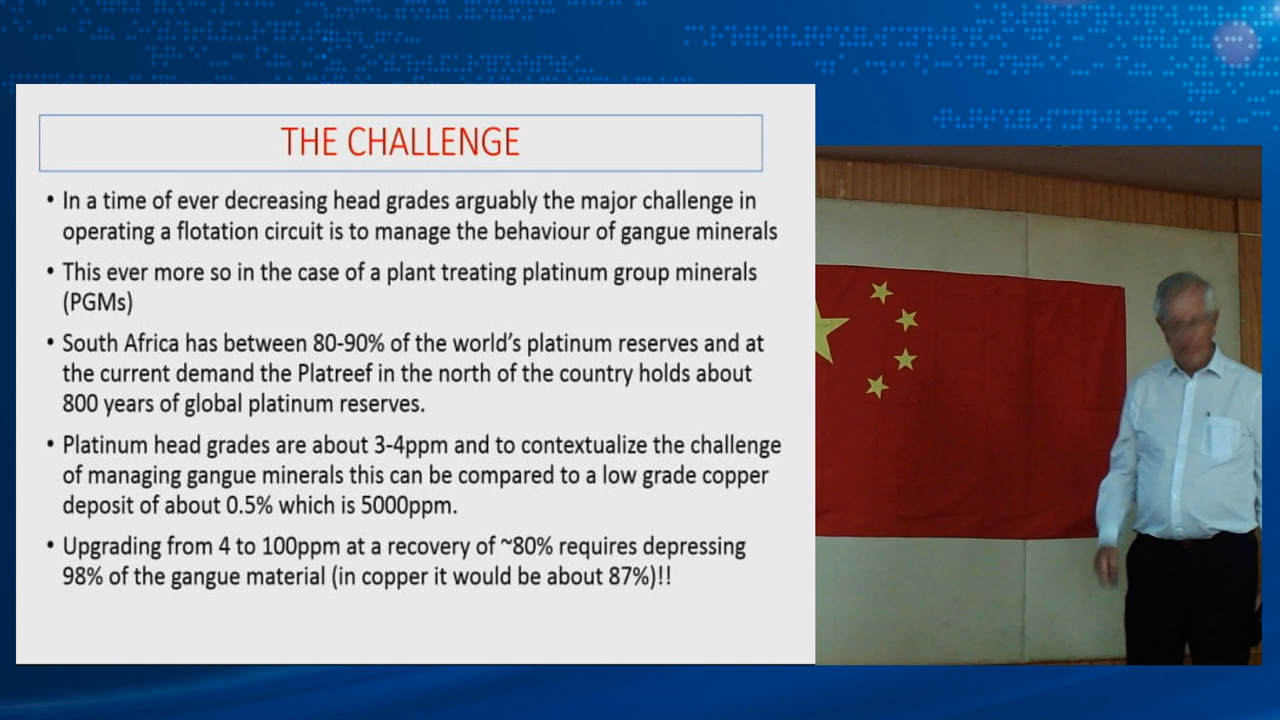 THE CHALLENGE
• In a time of ever decreasing head grades arguably the major challenge in
operating a flotation circuit is to manage the behaviour of gangue minerals
• This ever more so in the case of a plant treating platinum group minerals
(PGMs)
• South Africa has between 80-90% of the world's platinum reserves and at
the current demand the Platreef in the north of the country holds about
800 years of global platinum reserves.
• Platinum head grades are about 3-4ppm and to contextualize the challenge
of managing gangue minerals this can be compared to a low grade copper
deposit of about 0.5% which is 5000ppm.
• Upgrading from 4 to 100ppm at a recovery of ~80% requires depressing
98% of the gangue material (in copper it would be about 87%)!!